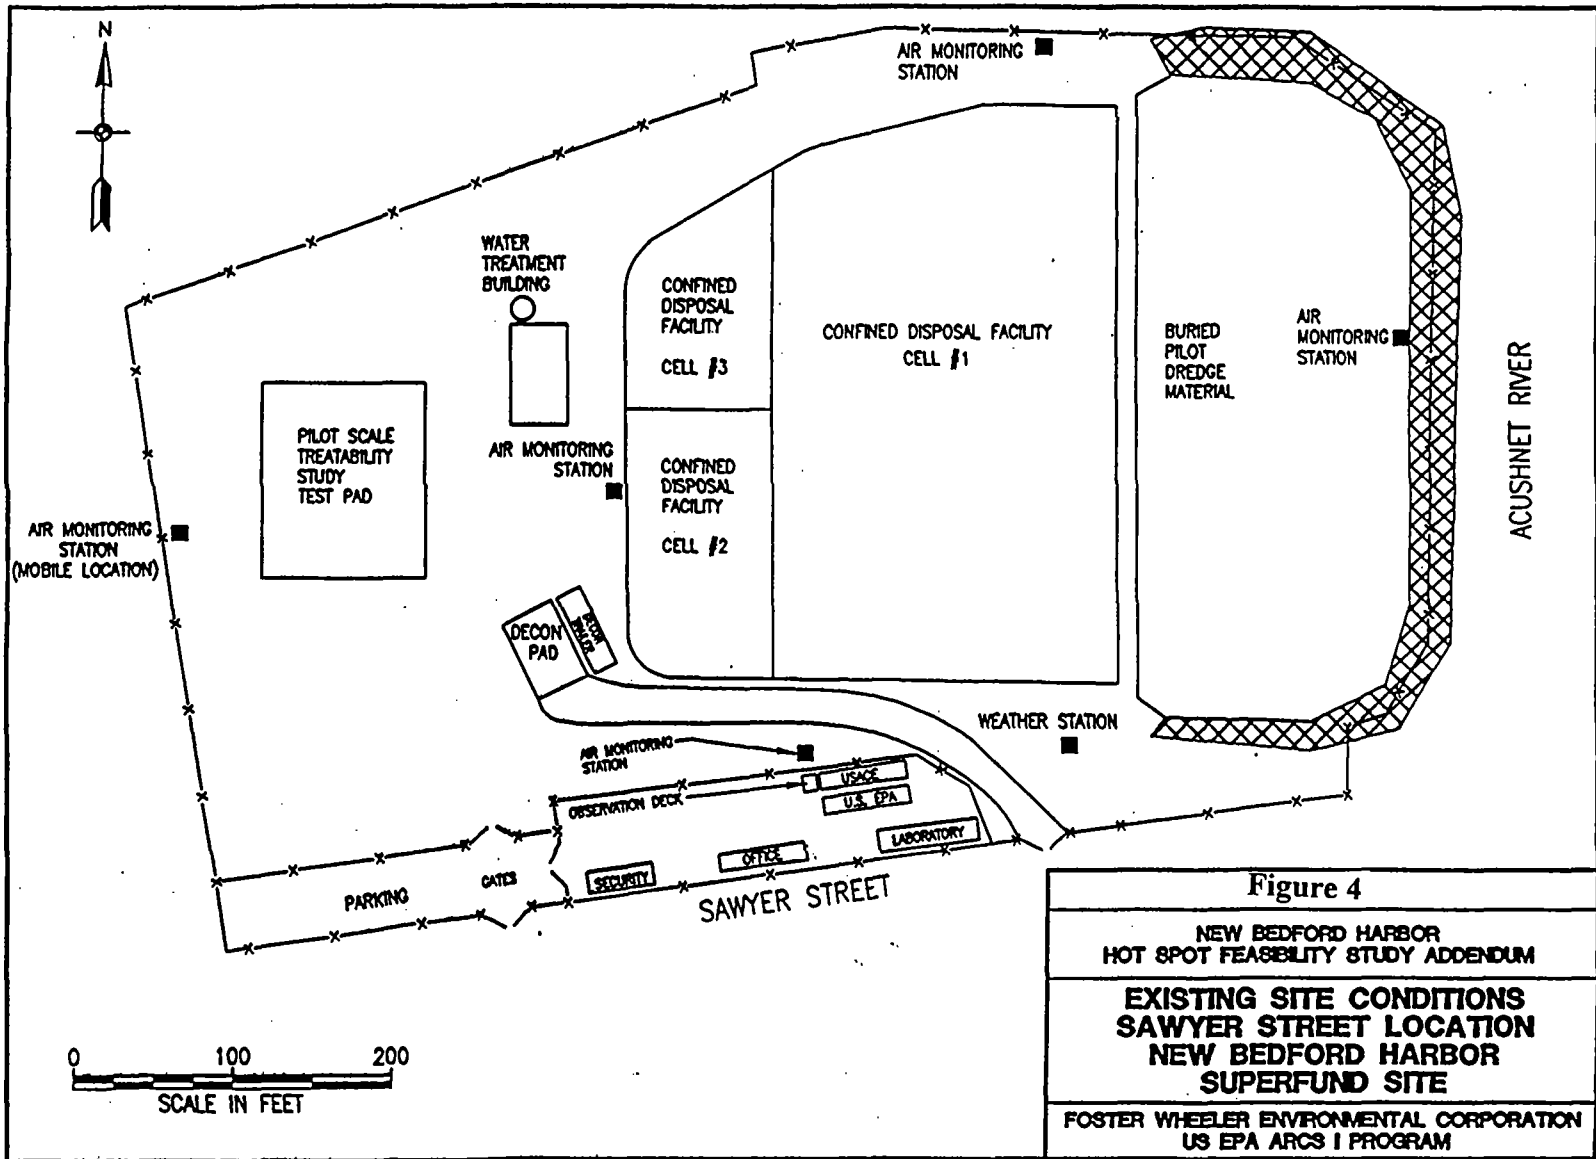 N
AIR MONITORING
STATION
WATER
TREATMENT
BUILDING
CONFINED
DISPOSAL
FACILITY
CELL #3
CONFINED DISPOSAL FACILITY
CELL #1
BURIED
PILOT
DREDGE
MATERIAL
AIR
MONITORING
STATION
ACUSHNET RIVER
PILOT SCALE
TREATABILITY
STUDY
TEST PAD
AIR MONITORING
STATION
CONFINED
DISPOSAL
FACILITY
CELL #2
AIR MONITORING
STATION
(MOBILE LOCATION)
DECON
PAD
DECON
TRAILER
WEATHER STATION
AIR MONITORING
STATION
OBSERVATION DECK
USACE
U.S. EPA
LABORATORY
OFFICE
SECURITY
GATES
PARKING
SAWYER STREET
0 100 200
SCALE IN FEET
Figure 4
NEW BEDFORD HARBOR
HOT SPOT FEASIBILITY STUDY ADDENDUM
EXISTING SITE CONDITIONS
SAWYER STREET LOCATION
NEW BEDFORD HARBOR
SUPERFUND SITE
FOSTER WHEELER ENVIRONMENTAL CORPORATION
US EPA ARCS I PROGRAM